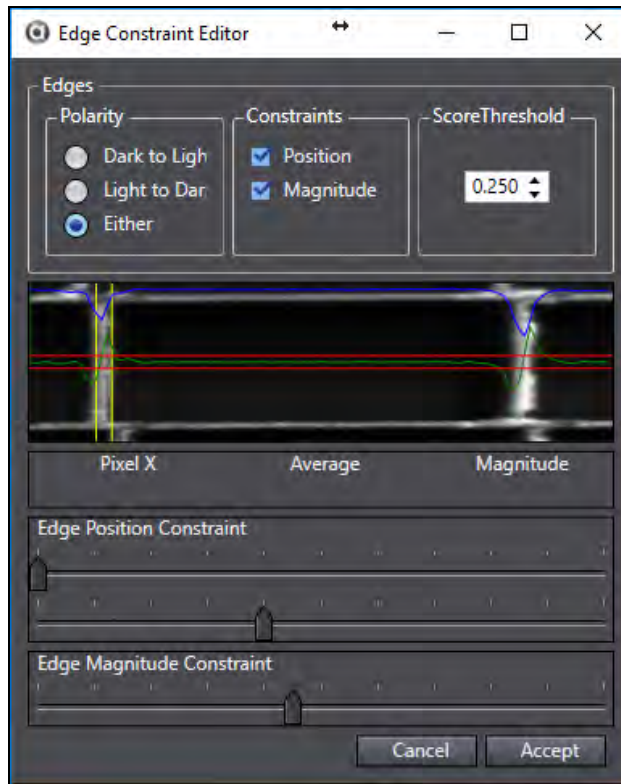 Edge Constraint Editor
Edges
Polarity
Constraints
ScoreThreshold
Dark to Ligh
Position
Light to Dar
Magnitude
0.250
Either
Pixel X Average Magnitude
Edge Position Constraint
Edge Magnitude Constraint
Cancel Accept